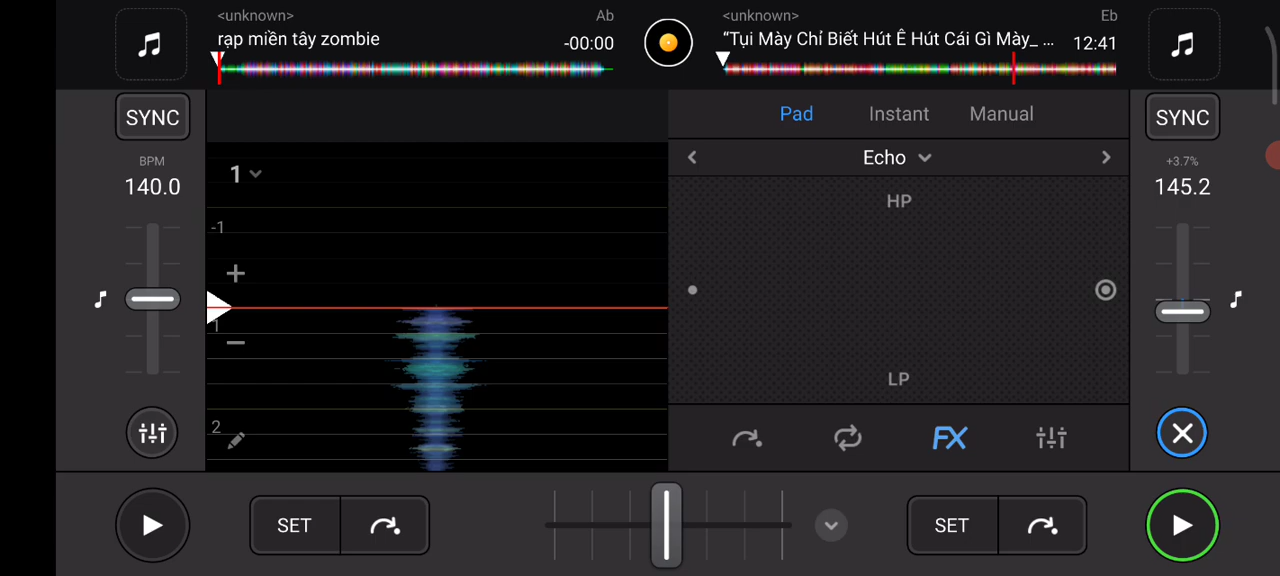 <unknown>
Ab
rạp miền tây zombie
-00:00
<unknown>
Eb
“Tụi Mày Chỉ Biết Hút Ê Hút Cái Gì Mày_ ...
12:41
SYNC
BPM
140.0
1
-1
1
2
Pad
Instant
Manual
Echo
HP
LP
FX
SYNC
+3.7%
145.2
SET
SET